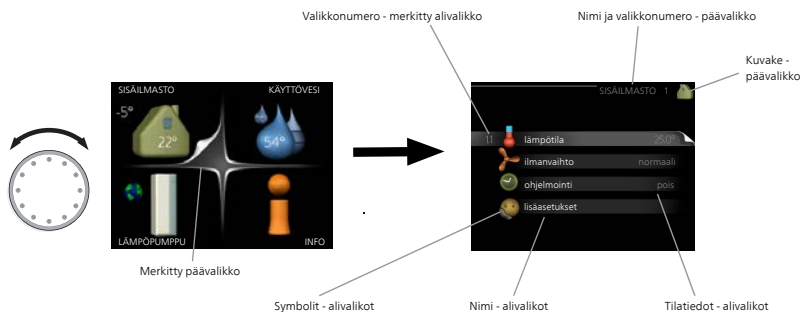 Valikkonumero - merkitty alivalikko
Nimi ja valikkonumero - päävalikko
Kuvake -
päävalikko
SISÄILMASTO
KÄYTTÖVESI
-5°
22°
54°
LÄMPÖPUMPPU
INFO
Merkitty päävalikko
SISÄILMASTO 1
1.1 lämpötila 25.0°
ilmanvaihto normaali
ohjelmointi pois
lisäasetukset
Symbolit - alivalikot
Nimi - alivalikot
Tilatiedot - alivalikot